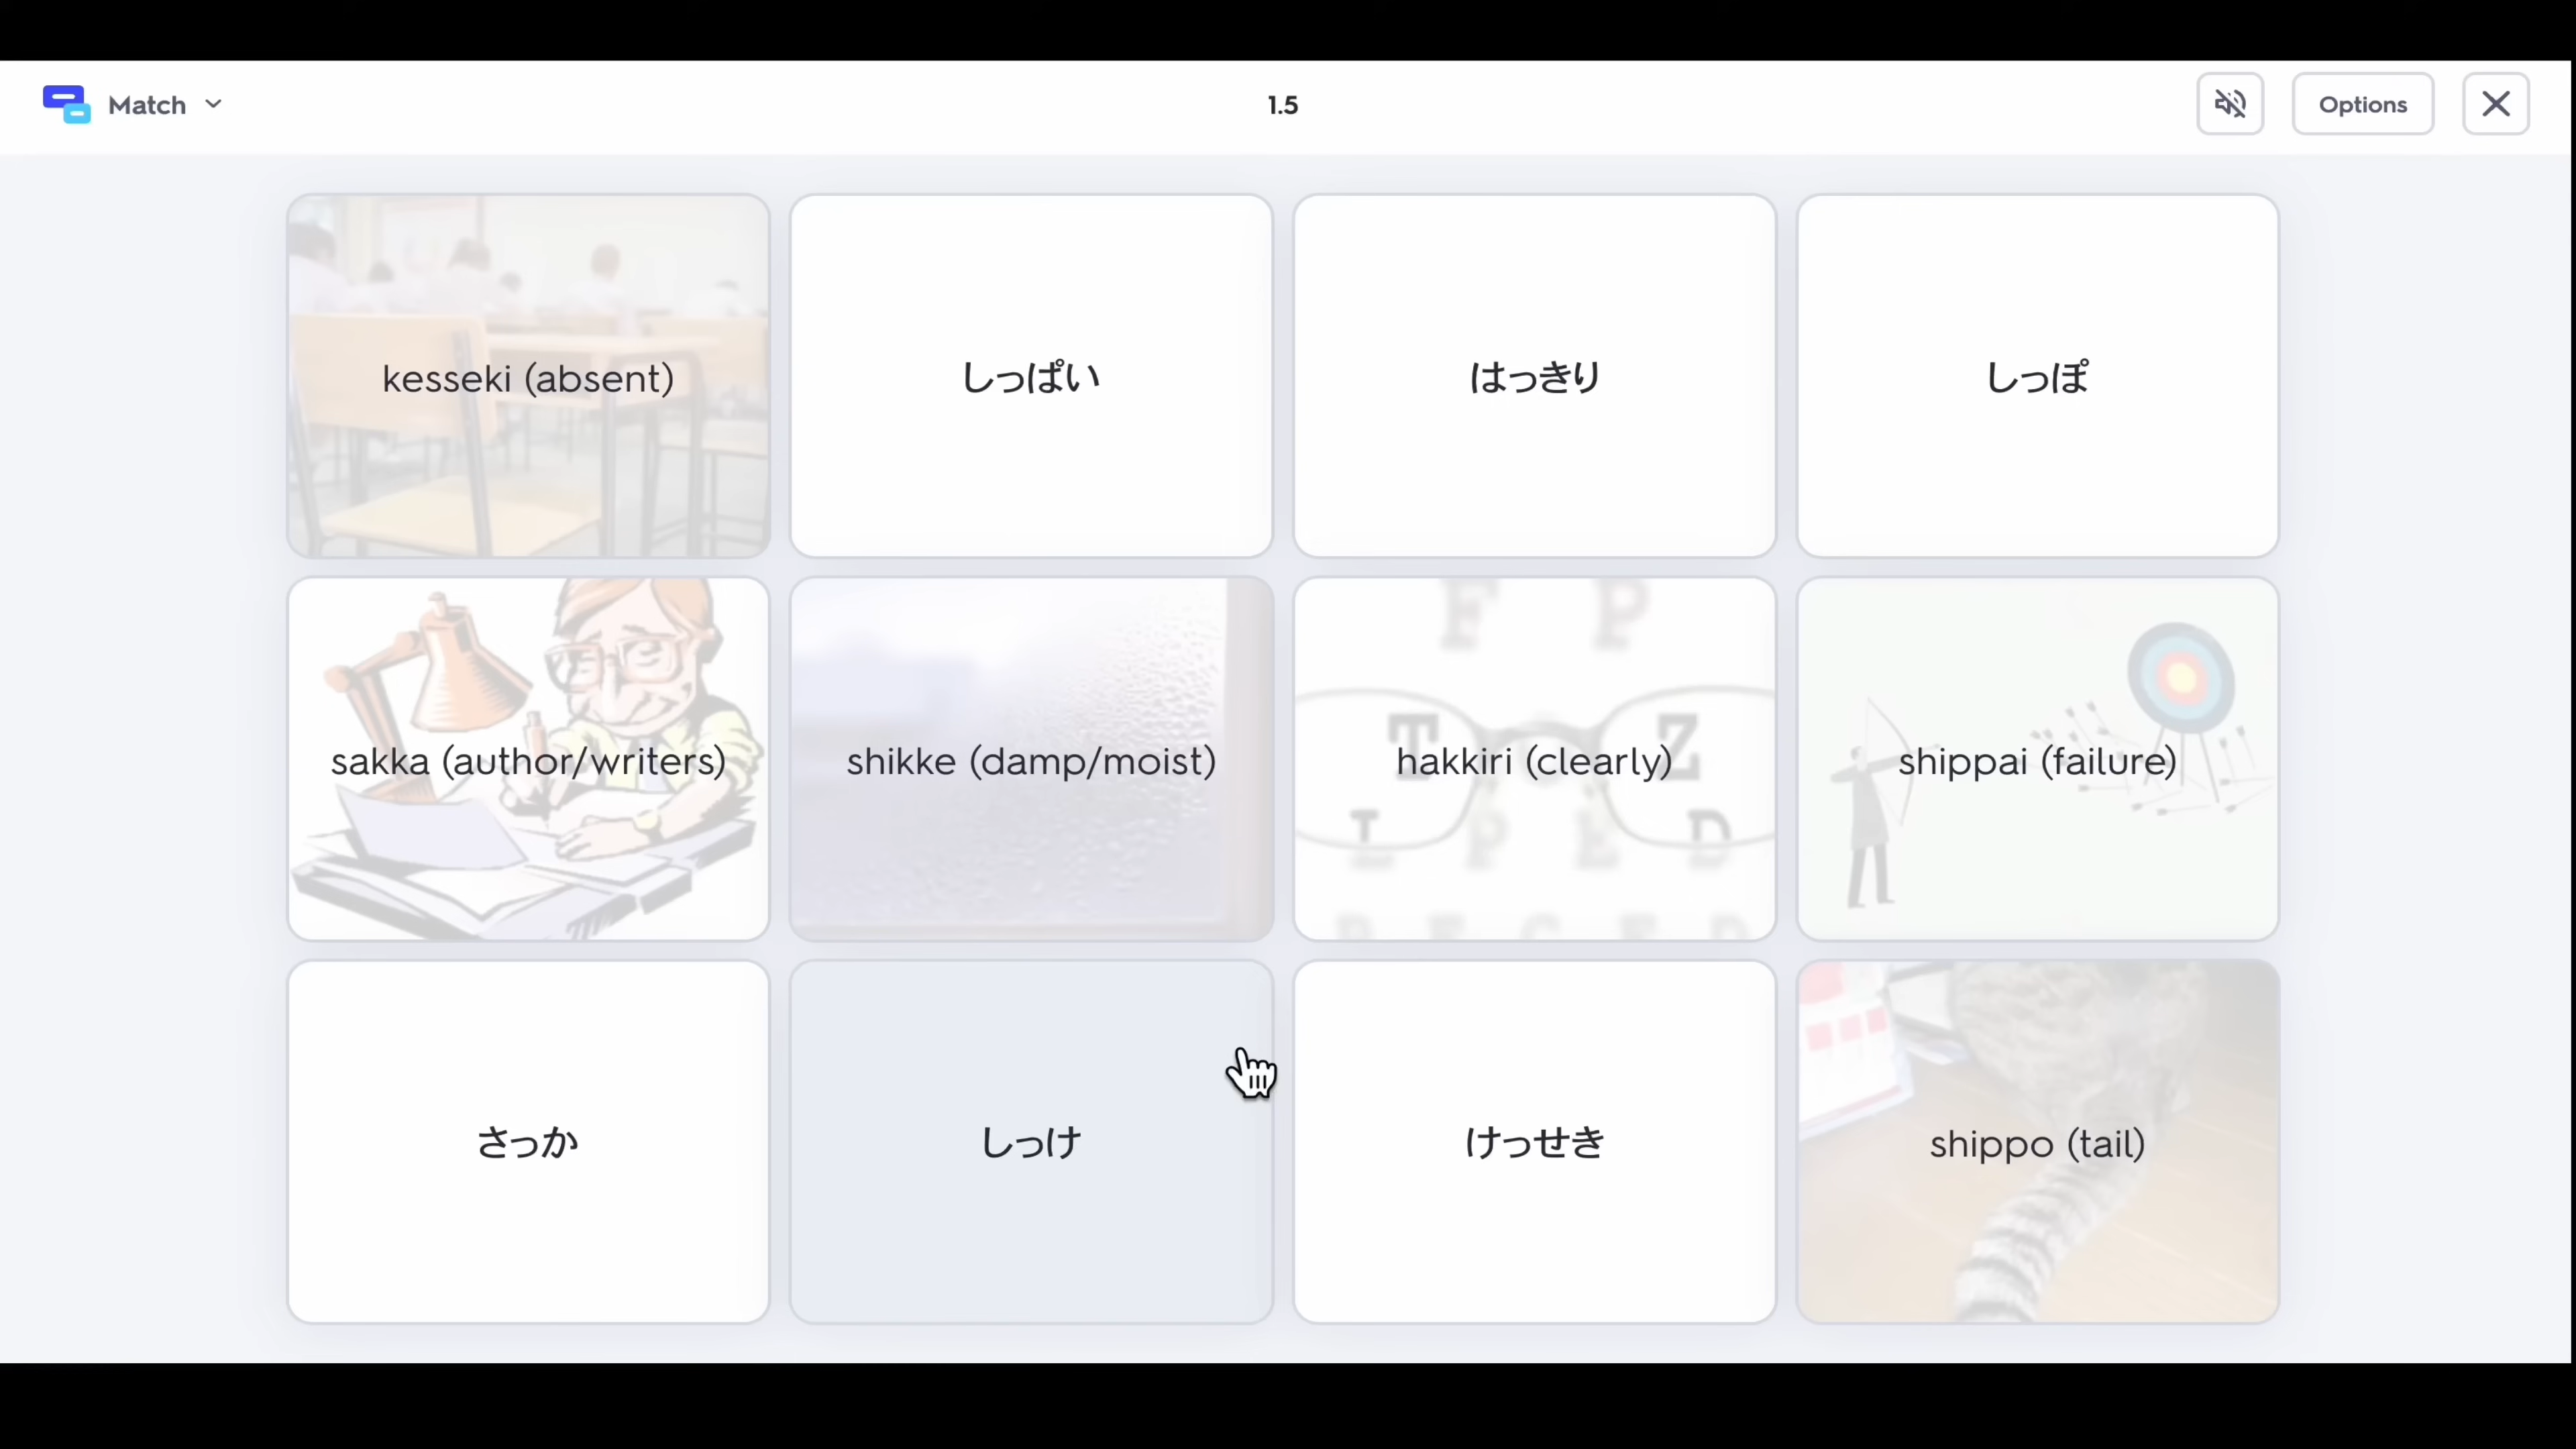 Match
1.5
Options
kesseki (absent)
しっぱい
はっきり
しっぽ
sakka (author/writers)
shikke (damp/moist)
hakkiri (clearly)
shippai (failure)
F P
T Z
L P E D
さっか
しっけ
けっせき
shippo (tail)